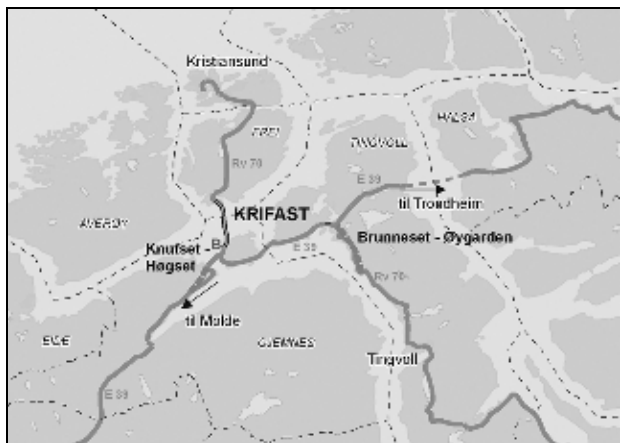 Kristiansund
FREI
HALSA
TINGVOLL
Rv 70
E 39
AVERØY
KRIFAST
til Trondheim
Knufset - B
Høgset
Brunneset - Øygarden
E 39
Rv 70
til Molde
EIDE
GJEMNES
Tingvoll
E 39